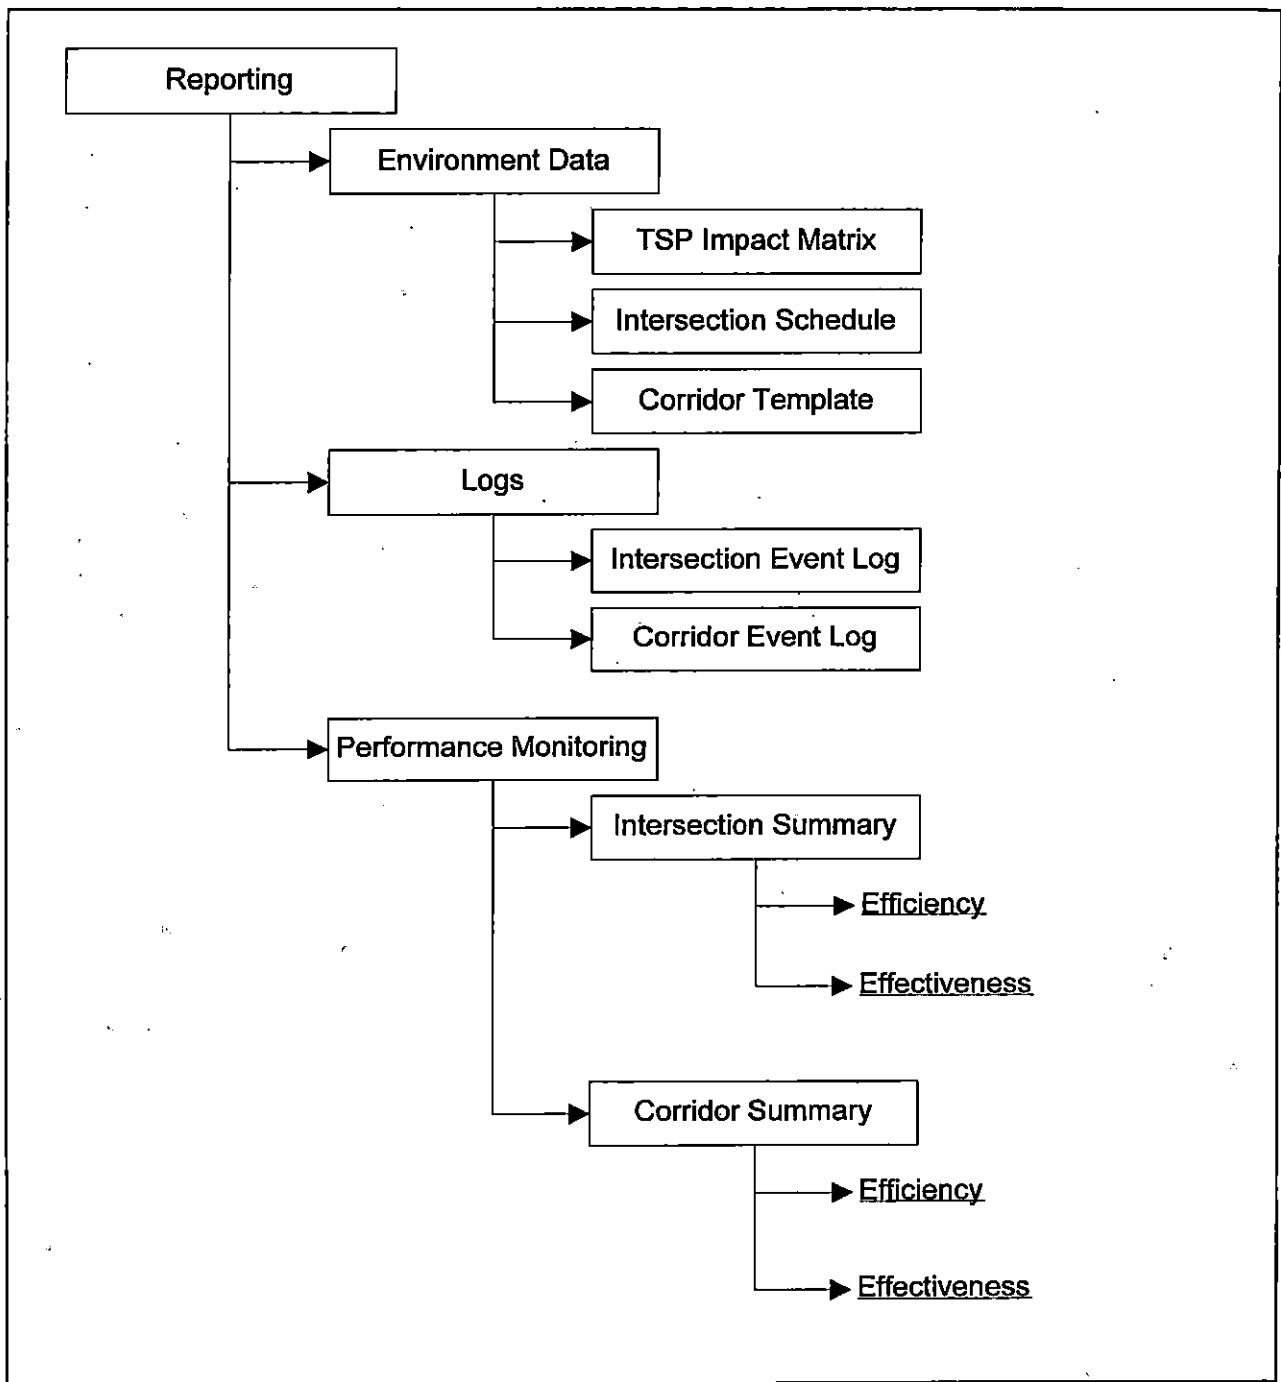 Reporting
Environment Data
TSP Impact Matrix
Intersection Schedule
Corridor Template
Logs
Intersection Event Log
Corridor Event Log
Performance Monitoring
Intersection Summary
Efficiency
Effectiveness
Corridor Summary
Efficiency
Effectiveness